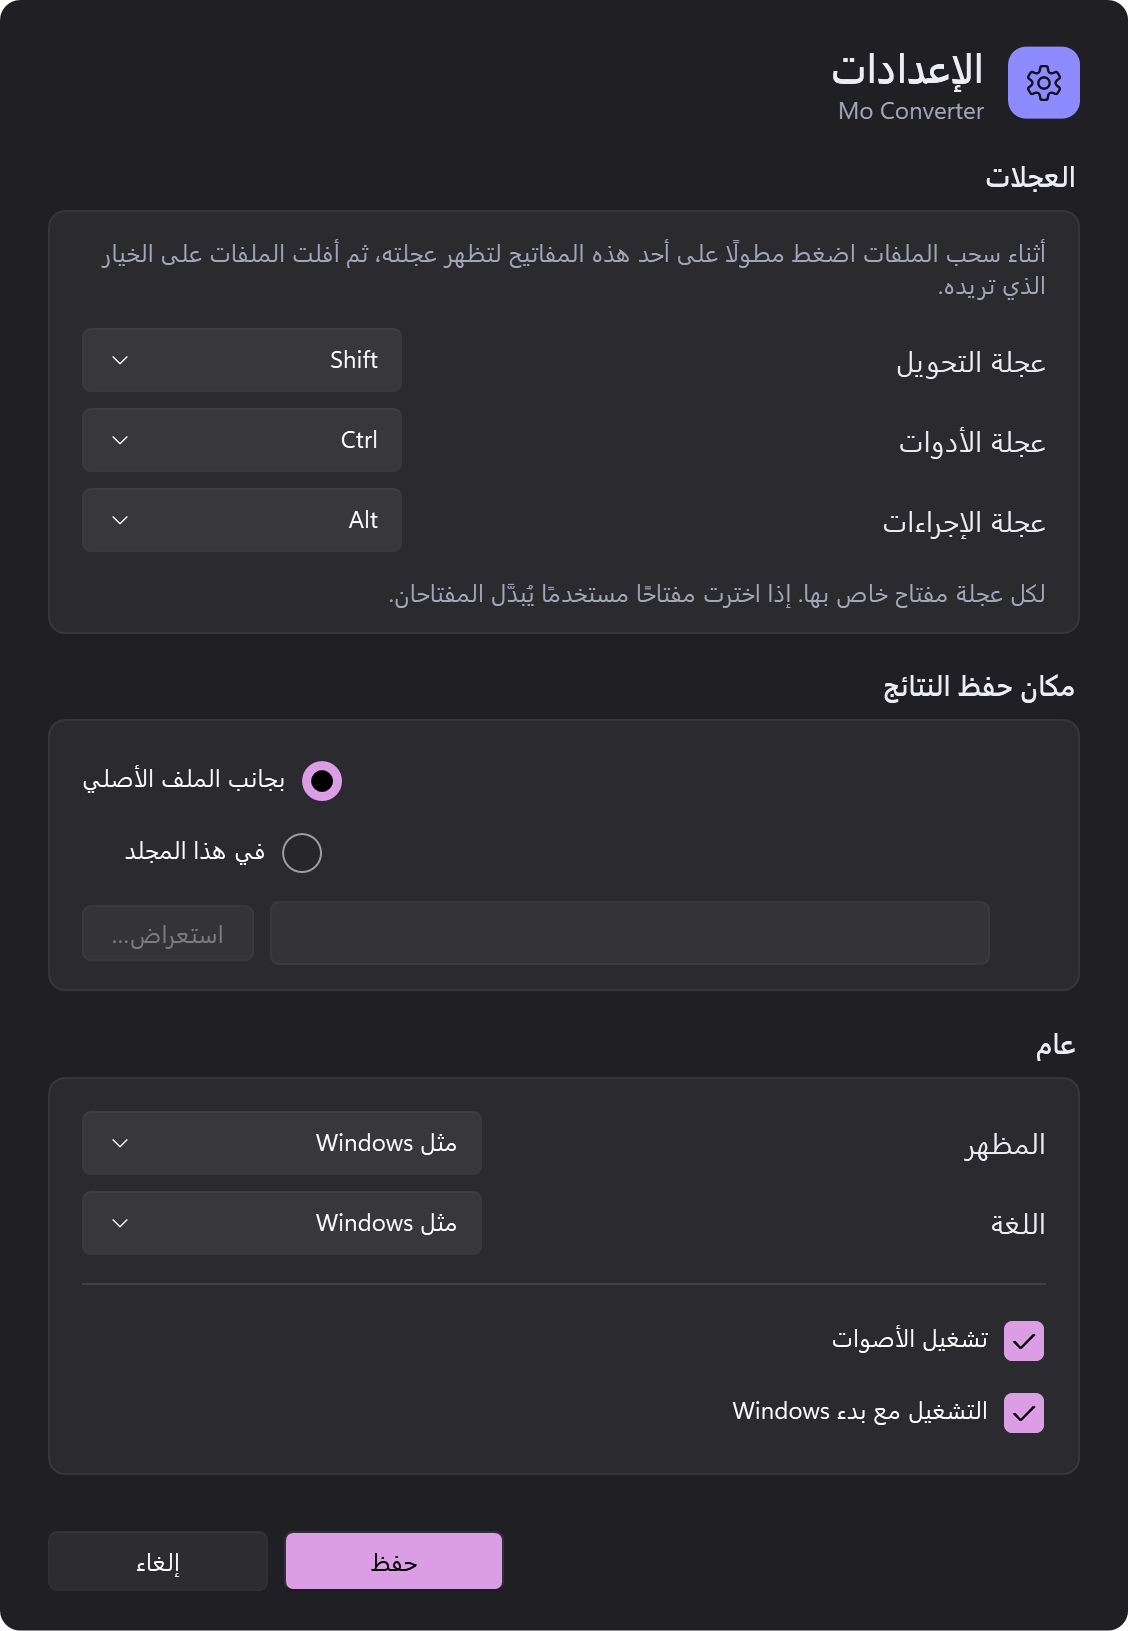 الإعدادات
Mo Converter
العجلات
أثناء سحب الملفات اضغط مطولًا على أحد هذه المفاتيح لتظهر عجلته، ثم أفلت الملفات على الخيار
الذي تريده.
عجلة التحويل
Shift
عجلة الأدوات
Ctrl
عجلة الإجراءات
Alt
لكل عجلة مفتاح خاص بها. إذا اخترت مفتاحًا مستخدمًا يُبدَّل المفتاحان.
مكان حفظ النتائج
بجانب الملف الأصلي
في هذا المجلد
استعراض...
عام
المظهر
مثل Windows
اللغة
مثل Windows
تشغيل الأصوات
التشغيل مع بدء Windows
حفظ
إلغاء